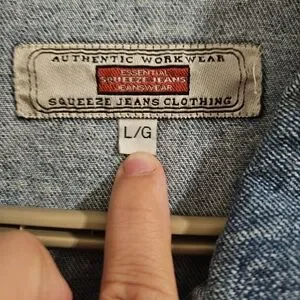 AUTHENTIC WORKWEAR
ESSENTIAL
SQUEEZE JEANS
JEANSWEAR
SQUEEZE JEANS CLOTHING
L/G